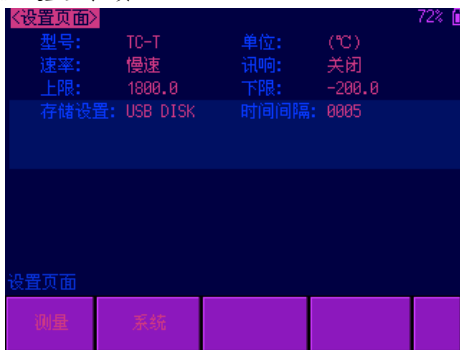 <设置页面> 72%
型号: TC-T 单位: (℃)
速率: 慢速 讯响: 关闭
上限: 1800.0 下限: -200.0
存储设置: USB DISK 时间间隔: 0005
设置页面
测量 系统